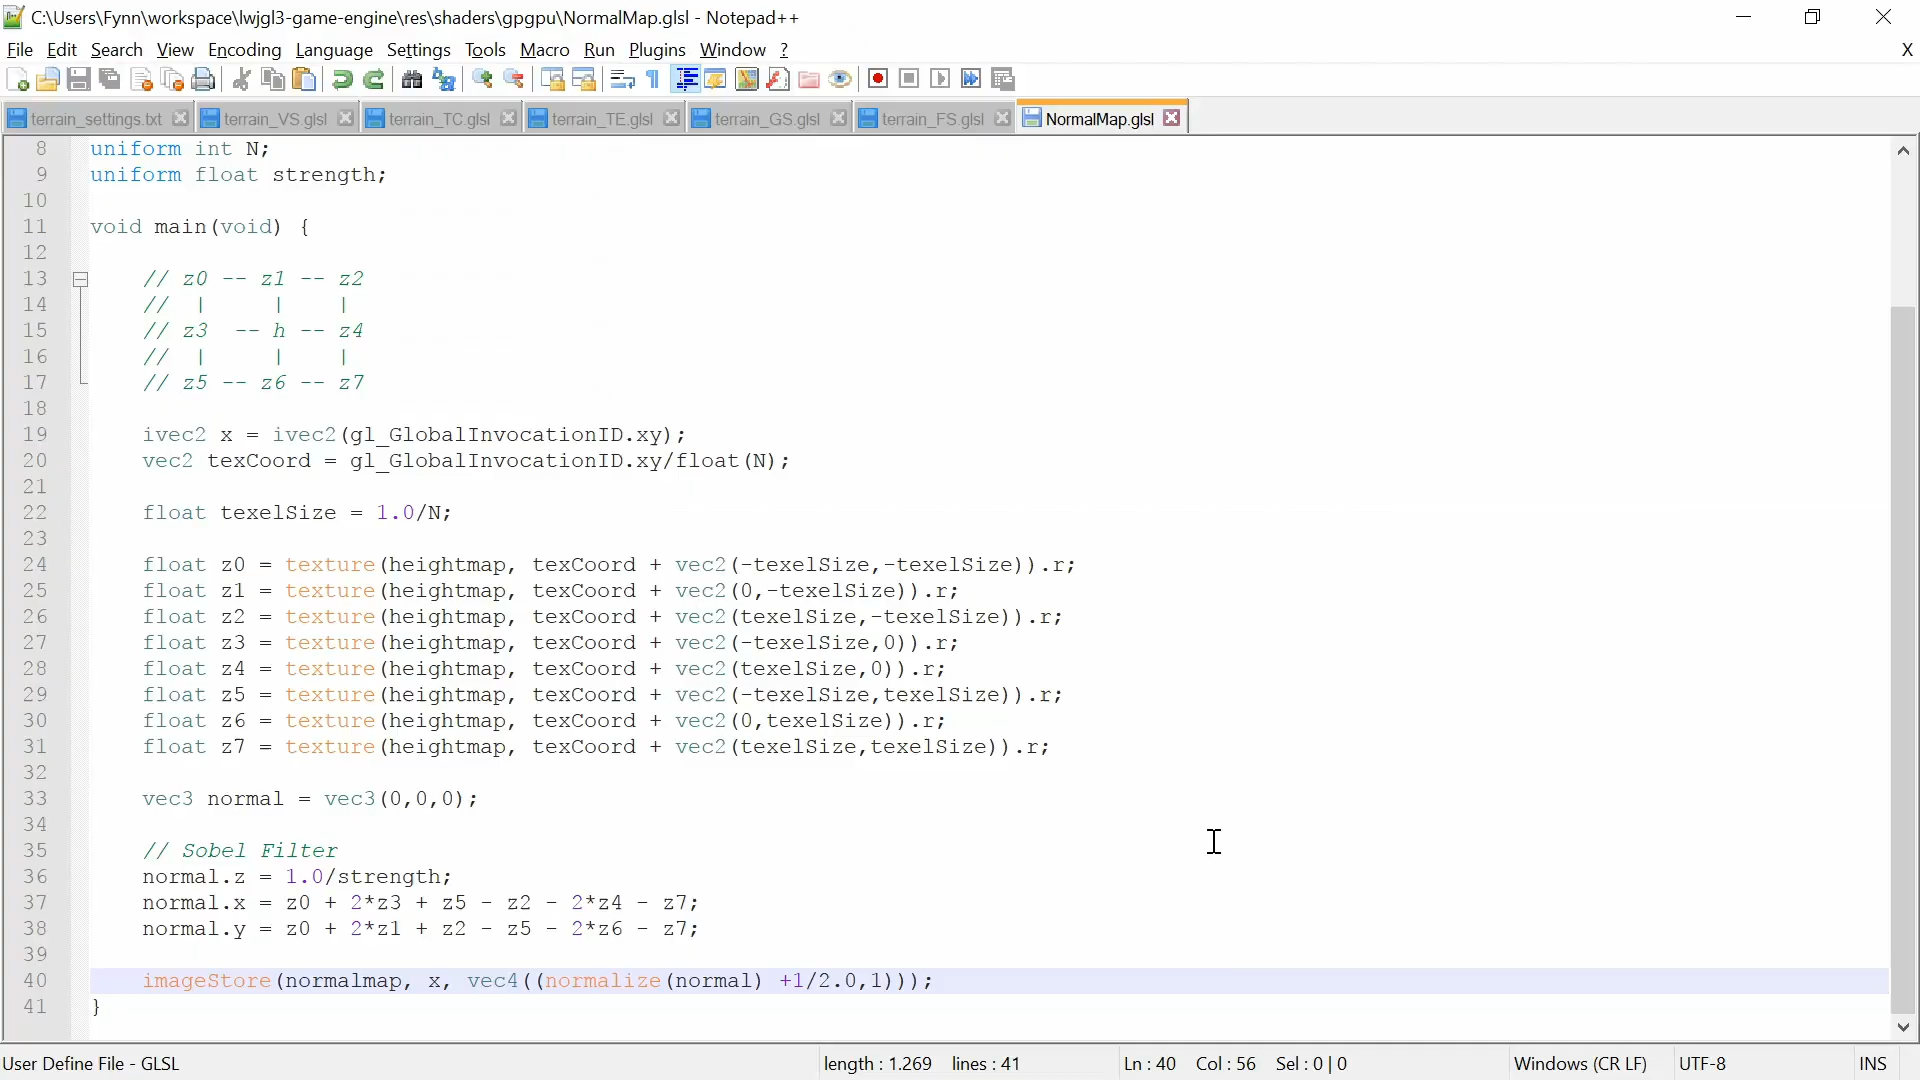 C:\Users\Fynn\workspace\lwjgl3-game-engine\res\shaders\gpgpu\NormalMap.glsl - Notepad++
File Edit Search View Encoding Language Settings Tools Macro Run Plugins Window ? X
terrain_settings.txt terrain_VS.glsl terrain_TC.glsl terrain_TE.glsl terrain_GS.glsl terrain_FS.glsl NormalMap.glsl
8 uniform int N;
9 uniform float strength;
10
11 void main(void) {
12
13 // z0 -- z1 -- z2
14 // | | |
15 // z3 -- h -- z4
16 // | | |
17 // z5 -- z6 -- z7
18
19 ivec2 x = ivec2(gl_GlobalInvocationID.xy);
20 vec2 texCoord = gl_GlobalInvocationID.xy/float(N);
21
22 float texelSize = 1.0/N;
23
24 float z0 = texture(heightmap, texCoord + vec2(-texelSize,-texelSize)).r;
25 float z1 = texture(heightmap, texCoord + vec2(0,-texelSize)).r;
26 float z2 = texture(heightmap, texCoord + vec2(texelSize,-texelSize)).r;
27 float z3 = texture(heightmap, texCoord + vec2(-texelSize,0)).r;
28 float z4 = texture(heightmap, texCoord + vec2(texelSize,0)).r;
29 float z5 = texture(heightmap, texCoord + vec2(-texelSize,texelSize)).r;
30 float z6 = texture(heightmap, texCoord + vec2(0,texelSize)).r;
31 float z7 = texture(heightmap, texCoord + vec2(texelSize,texelSize)).r;
32
33 vec3 normal = vec3(0,0,0);
34
35 // Sobel Filter
36 normal.z = 1.0/strength;
37 normal.x = z0 + 2*z3 + z5 - z2 - 2*z4 - z7;
38 normal.y = z0 + 2*z1 + z2 - z5 - 2*z6 - z7;
39
40 imageStore(normalmap, x, vec4((normalize(normal) +1/2.0,1)));
41 }
User Define File - GLSL length : 1.269 lines : 41 Ln : 40 Col : 56 Sel : 0 | 0 Windows (CR LF) UTF-8 INS